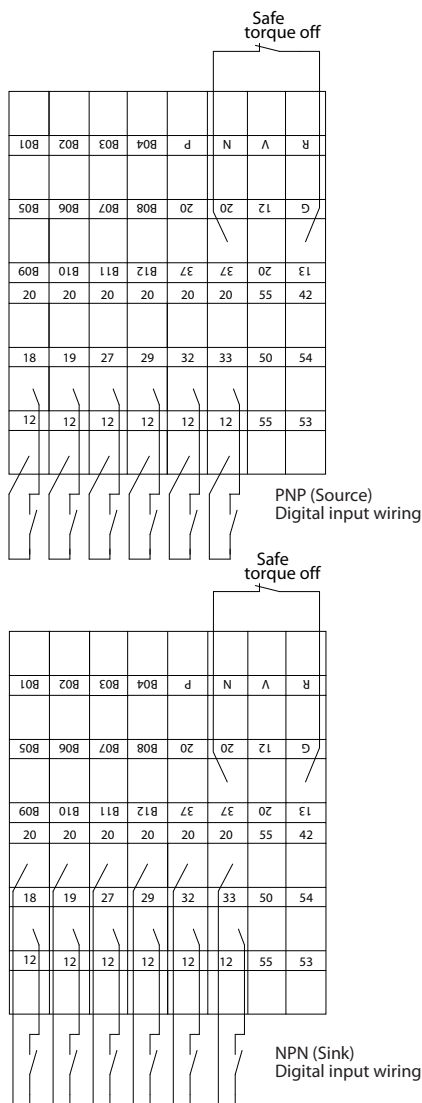 Safe
torque off
B01 B02 B03 B04 P N V R
B05 B06 B07 B08 20 20 12 G
B09 B10 B11 B12 37 37 20 13
20 20 20 20 20 20 55 42
18 19 27 29 32 33 50 54
12 12 12 12 12 12 55 53
PNP (Source)
Digital input wiring
Safe
torque off
B01 B02 B03 B04 P N V R
B05 B06 B07 B08 20 20 12 G
B09 B10 B11 B12 37 37 20 13
20 20 20 20 20 20 55 42
18 19 27 29 32 33 50 54
12 12 12 12 12 12 55 53
NPN (Sink)
Digital input wiring